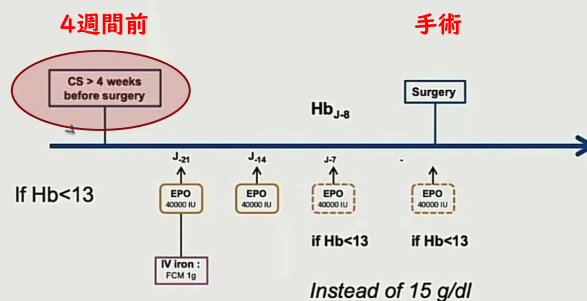 4週間前
手術
CS > 4 weeks
before surgery
Surgery
Hb J-8
J-21
J-14
J-7
-
If Hb<13
EPO
40000 IU
EPO
40000 IU
EPO
40000 IU
EPO
40000 IU
if Hb<13
if Hb<13
IV iron :
FCM 1g
Instead of 15 g/dl